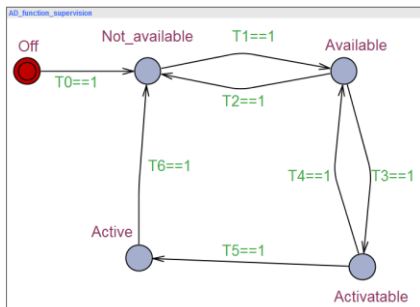 AD_function_supervision
Off
Not_available
T1==1
Available
T0==1
T2==1
T6==1
T4==1
T3==1
Active
T5==1
Activatable